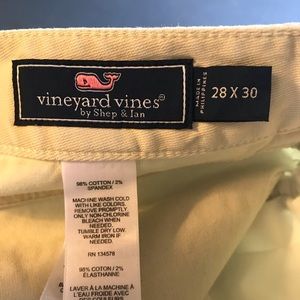 vineyard vines®
by Shep & Ian
MADE IN
PHILIPPINES
28 X 30
98% COTTON / 2%
SPANDEX
MACHINE WASH COLD
WITH LIKE COLORS.
REMOVE PROMPTLY
ONLY NON-CHLORINE
BLEACH WHEN
NEEDED.
TUMBLE DRY LOW.
WARM IRON IF
NEEDED.
RN 134578
98% COTON / 2%
ÉLASTHANNE
LAVER À LA MACHINE
À L'EAU FROIDE
AVEC DES COULEURS